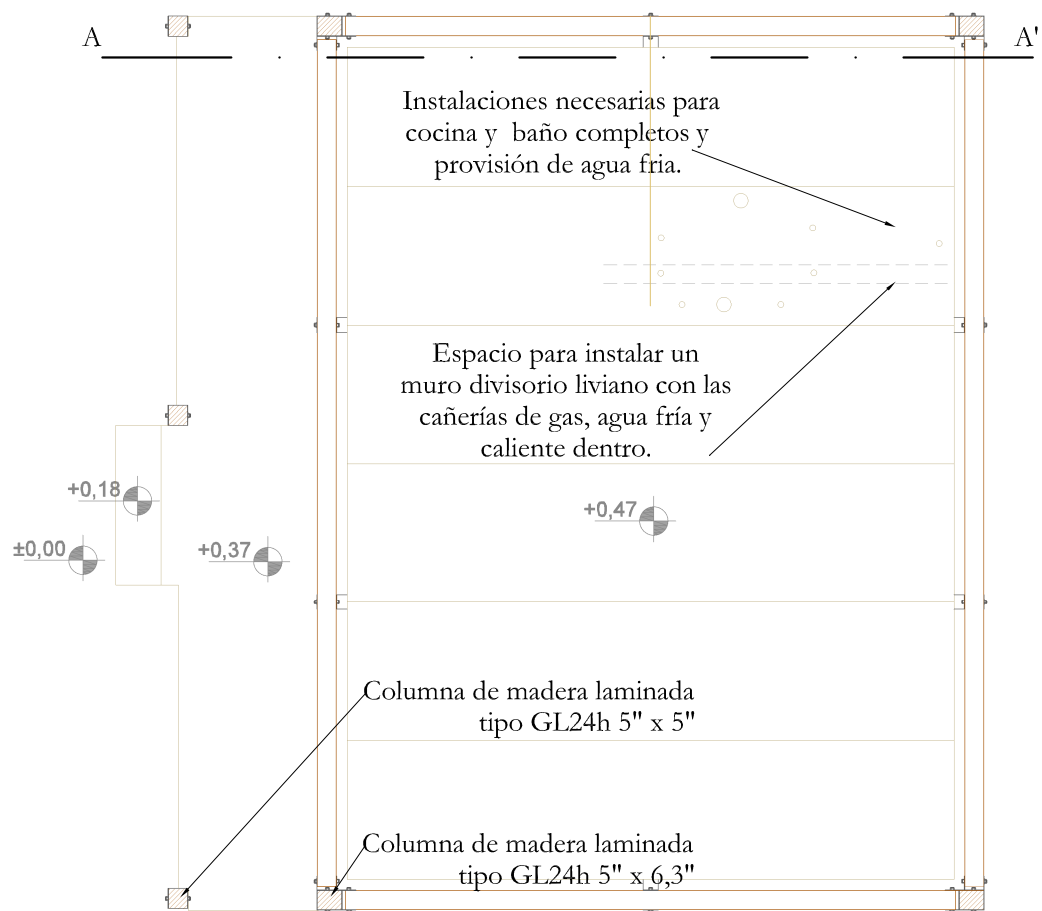 A
A'
Instalaciones necesarias para
cocina y baño completos y
provisión de agua fria.
Espacio para instalar un
muro divisorio liviano con las
cañerías de gas, agua fría y
caliente dentro.
+0,18
±0,00
+0,37
+0,47
Columna de madera laminada
tipo GL24h 5" x 5"
Columna de madera laminada
tipo GL24h 5" x 6,3"